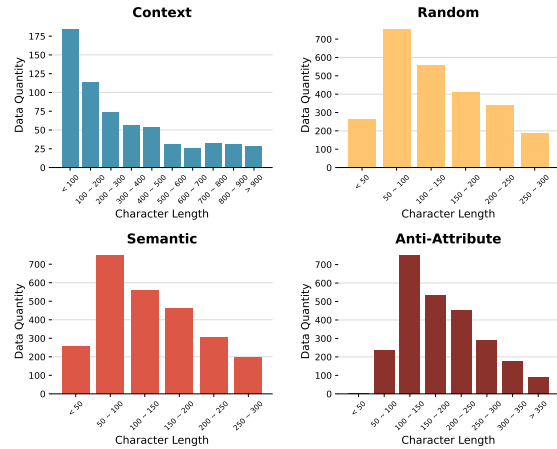 Context
Data Quantity
175
150
125
100
75
50
25
0
< 100
100 ~ 200
200 ~ 300
300 ~ 400
400 ~ 500
500 ~ 600
600 ~ 700
700 ~ 800
800 ~ 900
> 900
Character Length
Random
Data Quantity
700
600
500
400
300
200
100
0
< 50
50 ~ 100
100 ~ 150
150 ~ 200
200 ~ 250
250 ~ 300
Character Length
Semantic
Data Quantity
700
600
500
400
300
200
100
0
< 50
50 ~ 100
100 ~ 150
150 ~ 200
200 ~ 250
250 ~ 300
Character Length
Anti-Attribute
Data Quantity
700
600
500
400
300
200
100
0
< 50
50 ~ 100
100 ~ 150
150 ~ 200
200 ~ 250
250 ~ 300
300 ~ 350
> 350
Character Length